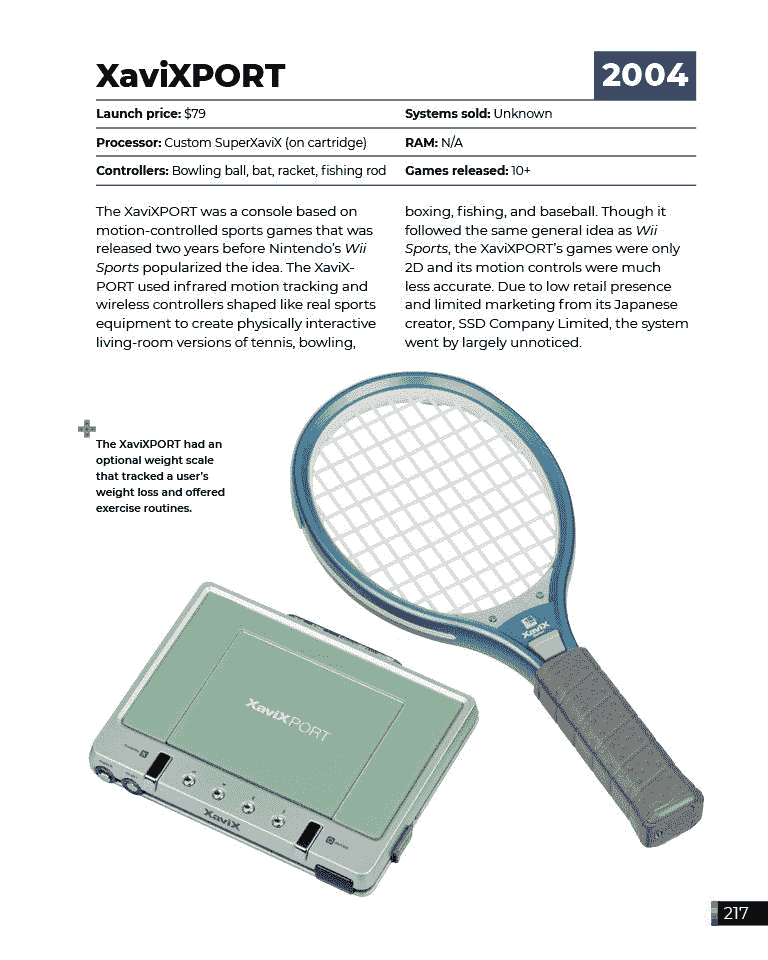 XaviXPORT
2004
Launch price: $79
Systems sold: Unknown
Processor: Custom SuperXaviX (on cartridge)
RAM: N/A
Controllers: Bowling ball, bat, racket, fishing rod
Games released: 10+
The XaviXPORT was a console based on
motion-controlled sports games that was
released two years before Nintendo's Wii
Sports popularized the idea. The XaviX-
PORT used infrared motion tracking and
wireless controllers shaped like real sports
equipment to create physically interactive
living-room versions of tennis, bowling,
boxing, fishing, and baseball. Though it
followed the same general idea as Wii
Sports, the XaviXPORT's games were only
2D and its motion controls were much
less accurate. Due to low retail presence
and limited marketing from its Japanese
creator, SSD Company Limited, the system
went by largely unnoticed.
The XaviXPORT had an
optional weight scale
that tracked a user's
weight loss and offered
exercise routines.
XaviX
XaviXPORT
XaviX
217